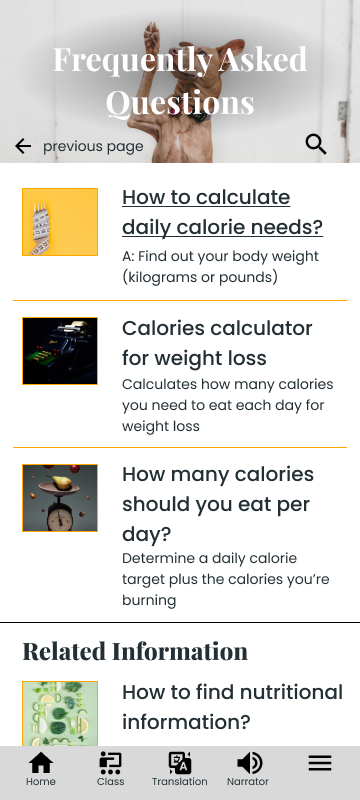 Frequently Asked
Questions
previous page
How to calculate
daily calorie needs?
A: Find out your body weight
(kilograms or pounds)
Calories calculator
for weight loss
Calculates how many calories
you need to eat each day for
weight loss
How many calories
should you eat per
day?
Determine a daily calorie
target plus the calories you’re
burning
Related Information
How to find nutritional
information?
Home
Class
Translation
Narrator